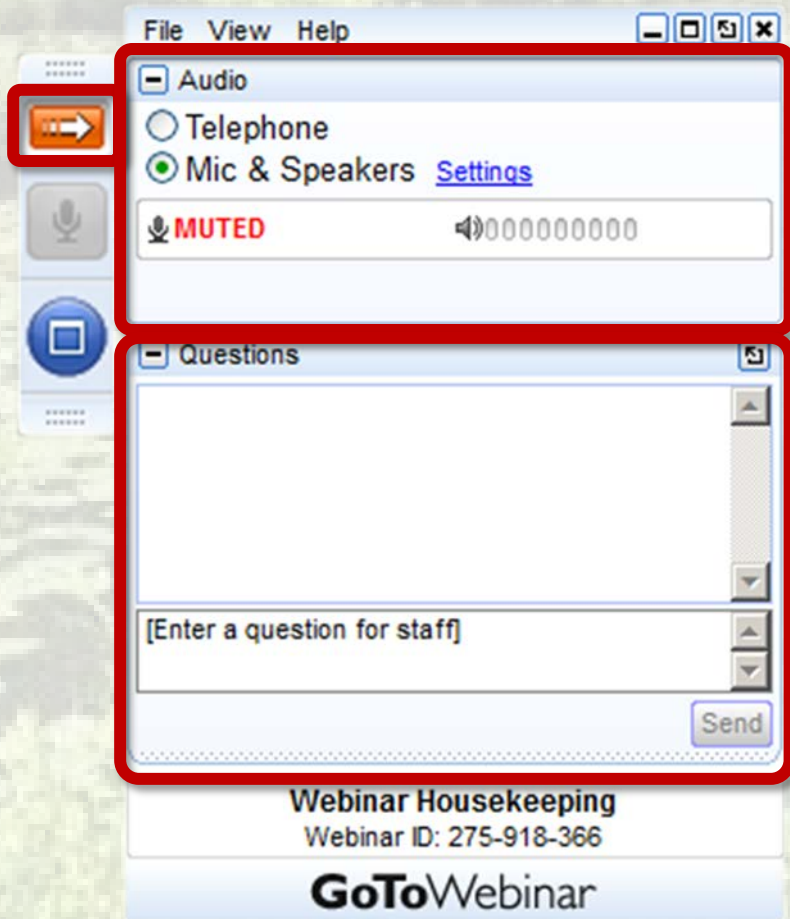 File View Help
Audio
Telephone
Mic & Speakers Settings
MUTED 000000000
Questions
[Enter a question for staff]
Send
Webinar Housekeeping
Webinar ID: 275-918-366
GoToWebinar